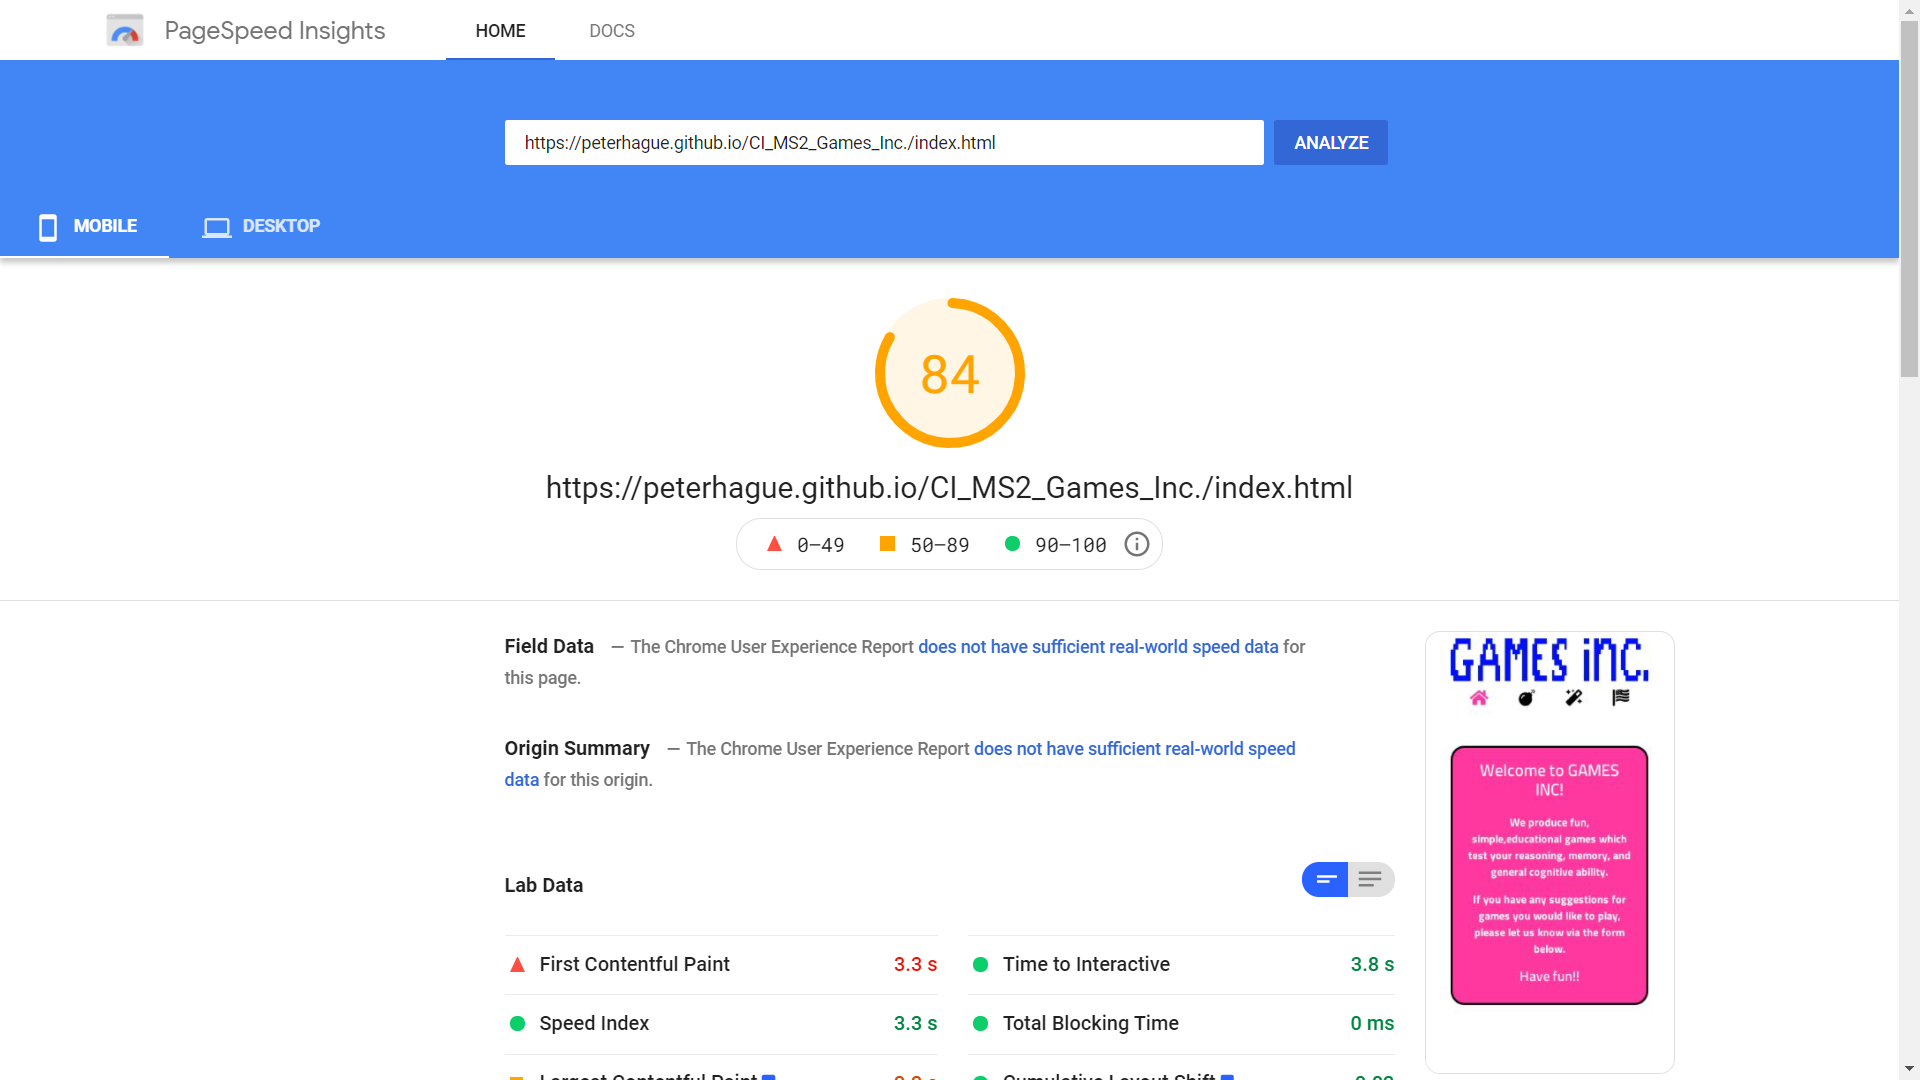 PageSpeed Insights
HOME
DOCS
https://peterhague.github.io/CI_MS2_Games_Inc./index.html
ANALYZE
MOBILE
DESKTOP
84
https://peterhague.github.io/CI_MS2_Games_Inc./index.html
0–49
50–89
90–100
Field Data — The Chrome User Experience Report does not have sufficient real-world speed data for
this page.
Origin Summary — The Chrome User Experience Report does not have sufficient real-world speed
data for this origin.
Lab Data
First Contentful Paint 3.3 s
Time to Interactive 3.8 s
Speed Index 3.3 s
Total Blocking Time 0 ms
Largest Contentful Paint
Cumulative Layout Shift
GAMES iNC.
Welcome to GAMES
INC!
We produce fun,
simple,educational games which
test your reasoning, memory, and
general cognitive ability.
If you have any suggestions for
games you would like to play,
please let us know via the form
below.
Have fun!!